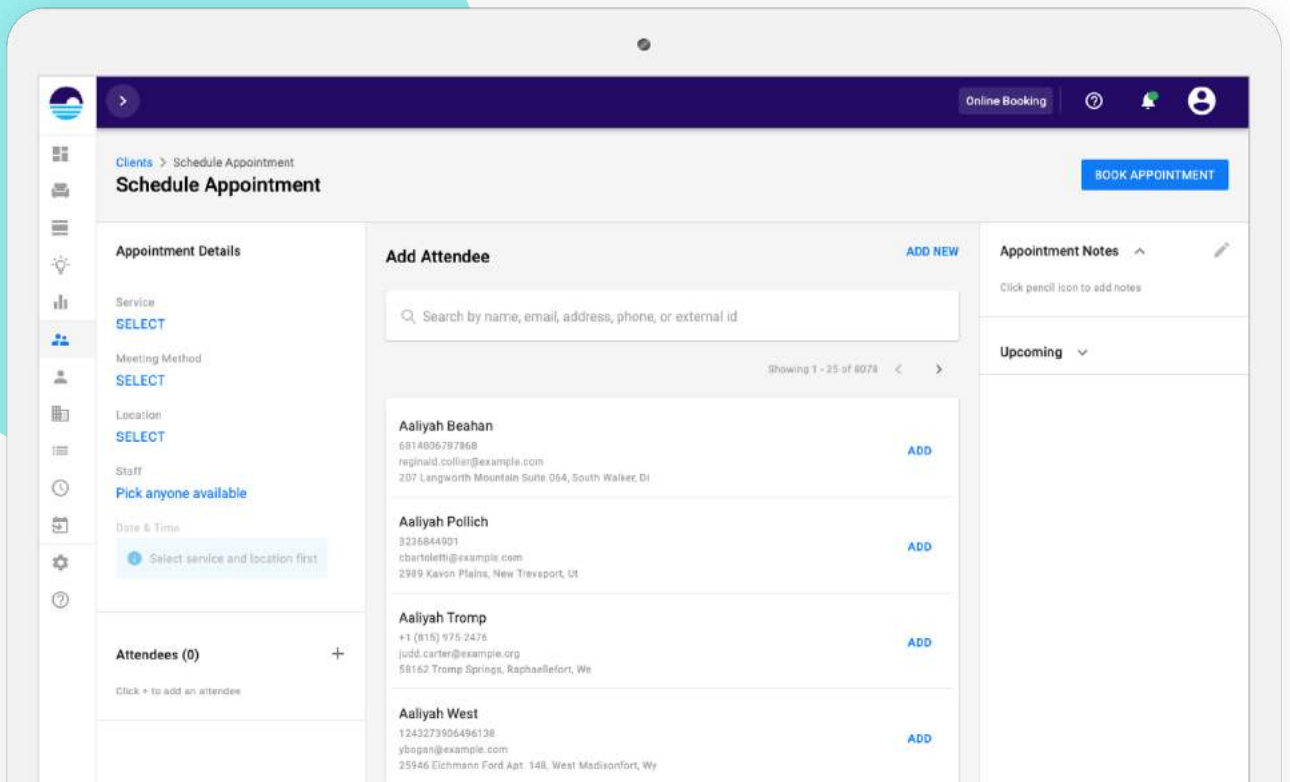 Online Booking
Clients > Schedule Appointment
Schedule Appointment
BOOK APPOINTMENT
Appointment Details
Service
SELECT
Meeting Method
SELECT
Location
SELECT
Staff
Pick anyone available
Date & Time
Select service and location first
Attendees (0)
+
Click + to add an attendee
Add Attendee
ADD NEW
Search by name, email, address, phone, or external id
Showing 1 - 25 of 8078 < >
Aaliyah Beahan
6814806797868
reginald.collier@example.com
207 Langworth Mountain Suite 064, South Walker, Di
ADD
Aaliyah Pollich
3236844901
cbartoletti@example.com
2989 Kavon Plains, New Trevaport, Ut
ADD
Aaliyah Tromp
+1 (815) 975-2476
judd.carter@example.org
58162 Tromp Springs, Raphaellefort, We
ADD
Aaliyah West
1243273906496138
ybogan@example.com
25946 Eichmann Ford Apt. 148, West Madisonfort, Wy
ADD
Appointment Notes
Click pencil icon to add notes
Upcoming